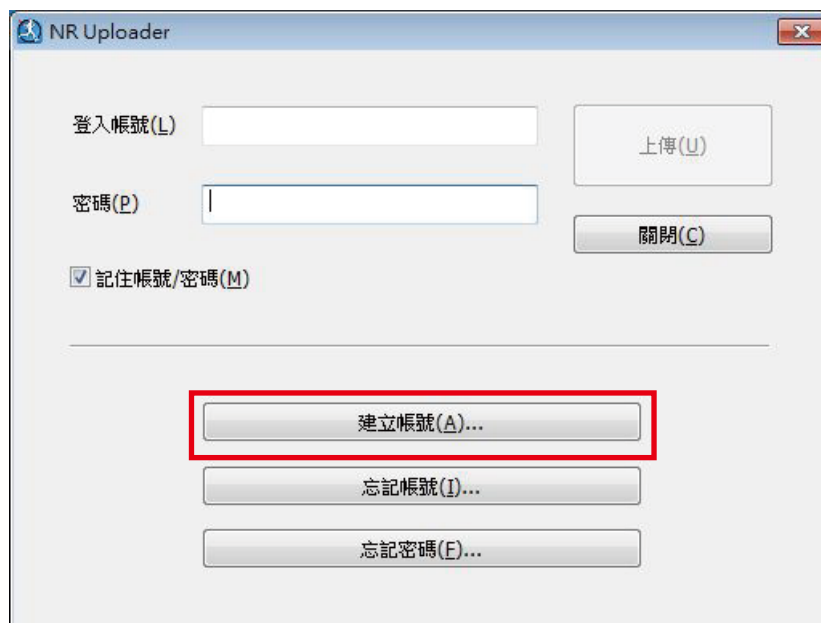 NR Uploader
登入帳號(L)
上傳(U)
密碼(P)
關閉(C)
記住帳號/密碼(M)
建立帳號(A)...
忘記帳號(I)...
忘記密碼(F)...